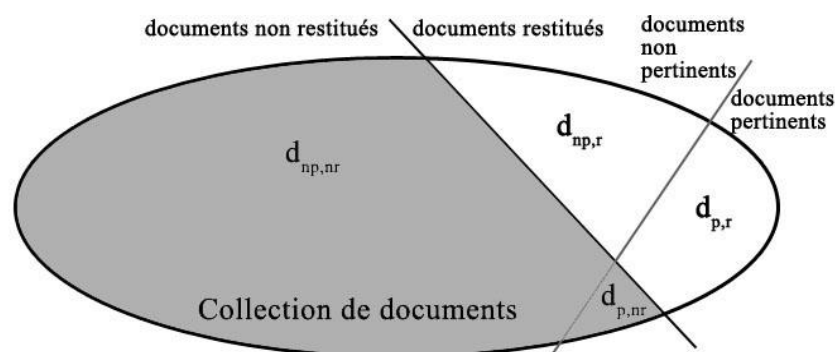 documents non restitués
documents restitués
documents
non
pertinents
documents
pertinents
d np,nr
d np,r
d p,r
d p,nr
Collection de documents